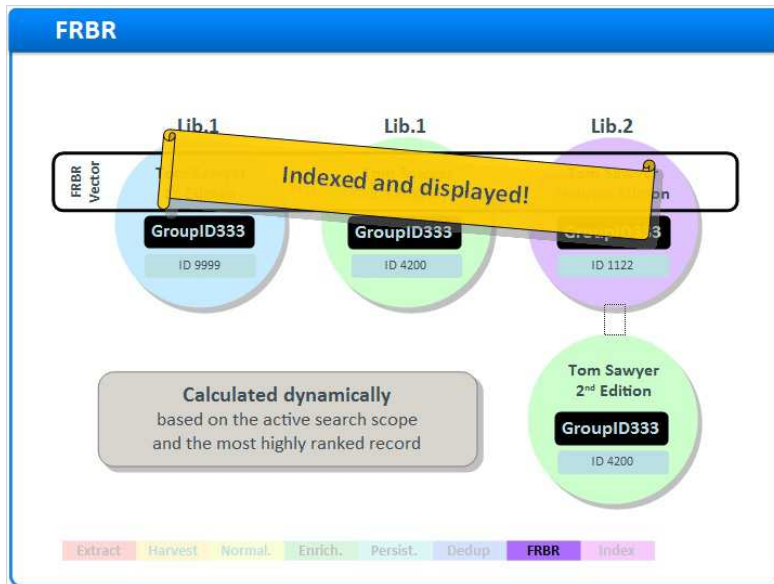 FRBR
Lib.1
Lib.1
Lib.2
FRBR
Vector
Indexed and displayed!
GroupID333
GroupID333
ID 9999
ID 4200
ID 1122
Tom Sawyer
2nd Edition
GroupID333
ID 4200
Calculated dynamically
based on the active search scope
and the most highly ranked record
Extract Harvest Normal. Enrich. Persist. Dedup FRBR Index